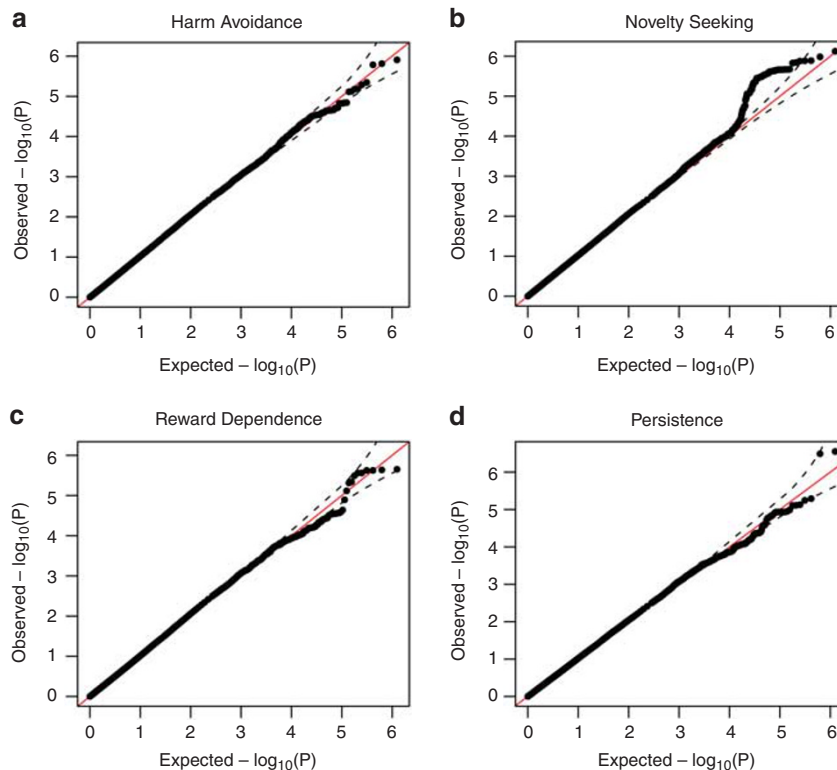 a
Harm Avoidance
6
5
4
3
2
1
0
Observed – log10(P)
0 1 2 3 4 5 6
Expected – log10(P)
b
Novelty Seeking
6
5
4
3
2
1
0
Observed – log10(P)
0 1 2 3 4 5 6
Expected – log10(P)
c
Reward Dependence
6
5
4
3
2
1
0
Observed – log10(P)
0 1 2 3 4 5 6
Expected – log10(P)
d
Persistence
6
5
4
3
2
1
0
Observed – log10(P)
0 1 2 3 4 5 6
Expected – log10(P)